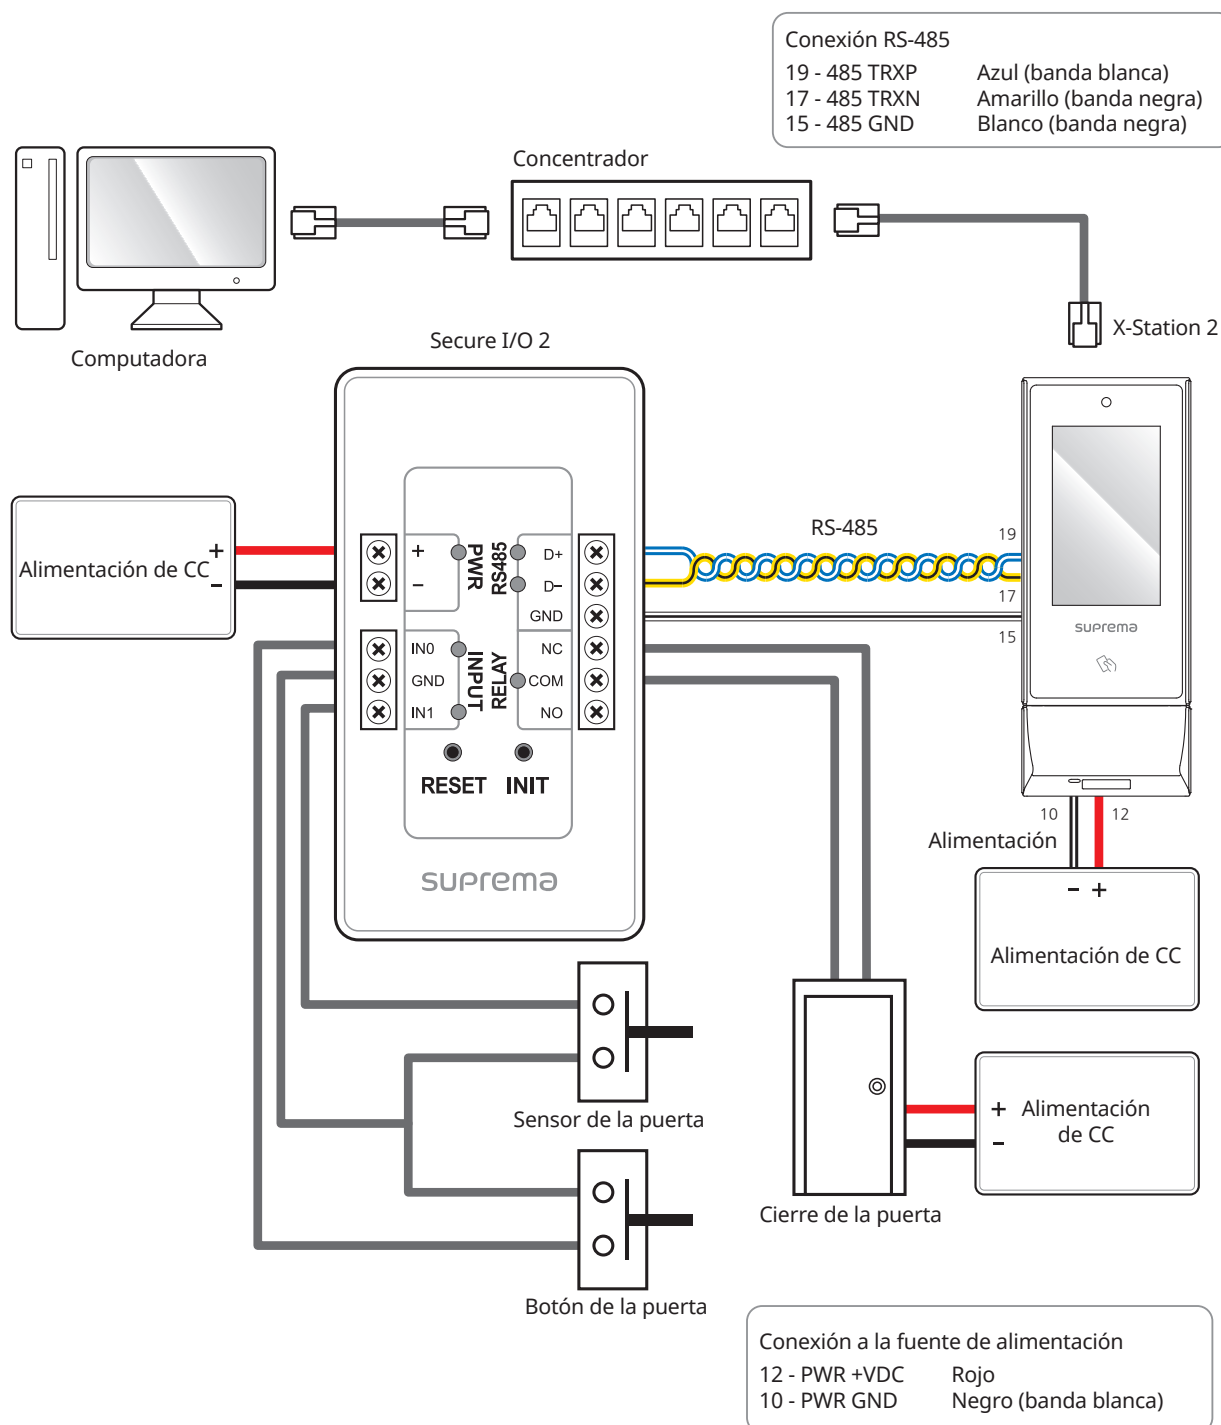 Conexión RS-485
19 - 485 TRXP Azul (banda blanca)
17 - 485 TRXN Amarillo (banda negra)
15 - 485 GND Blanco (banda negra)
Concentrador
Computadora
X-Station 2
Secure I/O 2
Alimentación de CC
+
−
+
−
PWR
RS485
D+
D−
GND
IN0
GND
IN1
INPUT
RELAY
NC
COM
NO
RESET INIT
suprema
RS-485
19
17
15
suprema
10
12
Alimentación
− +
Alimentación de CC
Sensor de la puerta
Botón de la puerta
Cierre de la puerta
+
−
Alimentación
de CC
Conexión a la fuente de alimentación
12 - PWR +VDC Rojo
10 - PWR GND Negro (banda blanca)